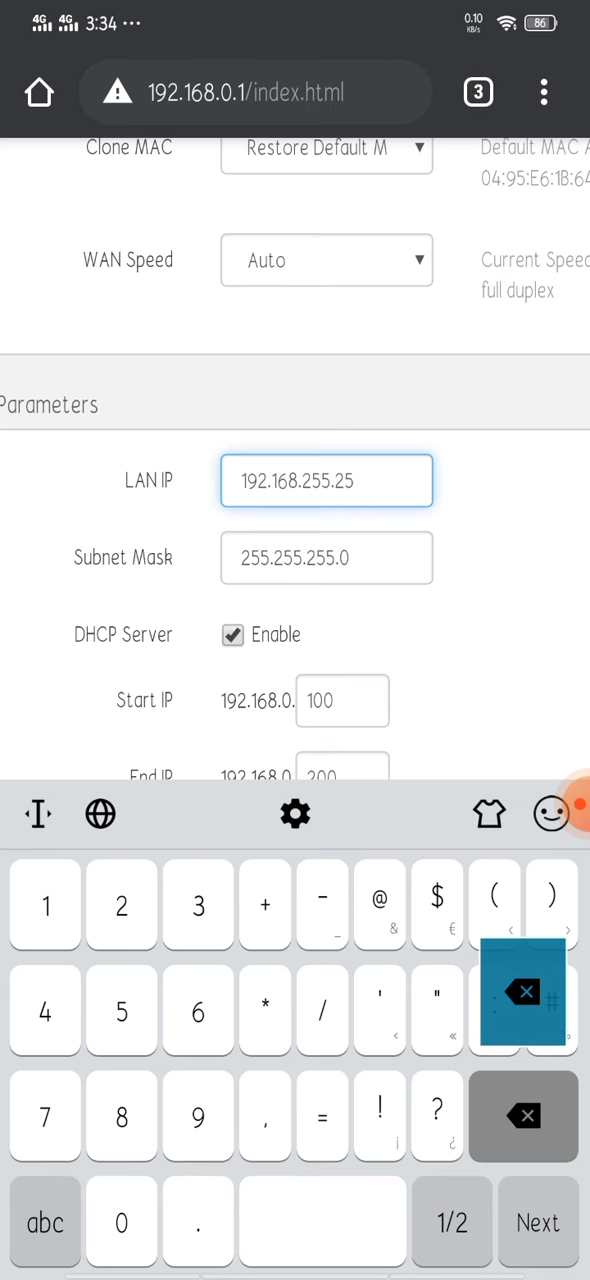 4G 4G 3:34 ··· 0.10 KB/s 86
192.168.0.1/index.html 3
Clone MAC Restore Default M Default MAC A
04:95:E6:1B:64
WAN Speed Auto Current Speed
full duplex
Parameters
LAN IP 192.168.255.25
Subnet Mask 255.255.255.0
DHCP Server Enable
Start IP 192.168.0. 100
End IP 192.168.0 200
1 2 3 + - _ @ & $ € ( < ) >
4 5 6 * / ' < " « : #
7 8 9 , = ! ¡ ? ¿
abc 0 . 1/2 Next